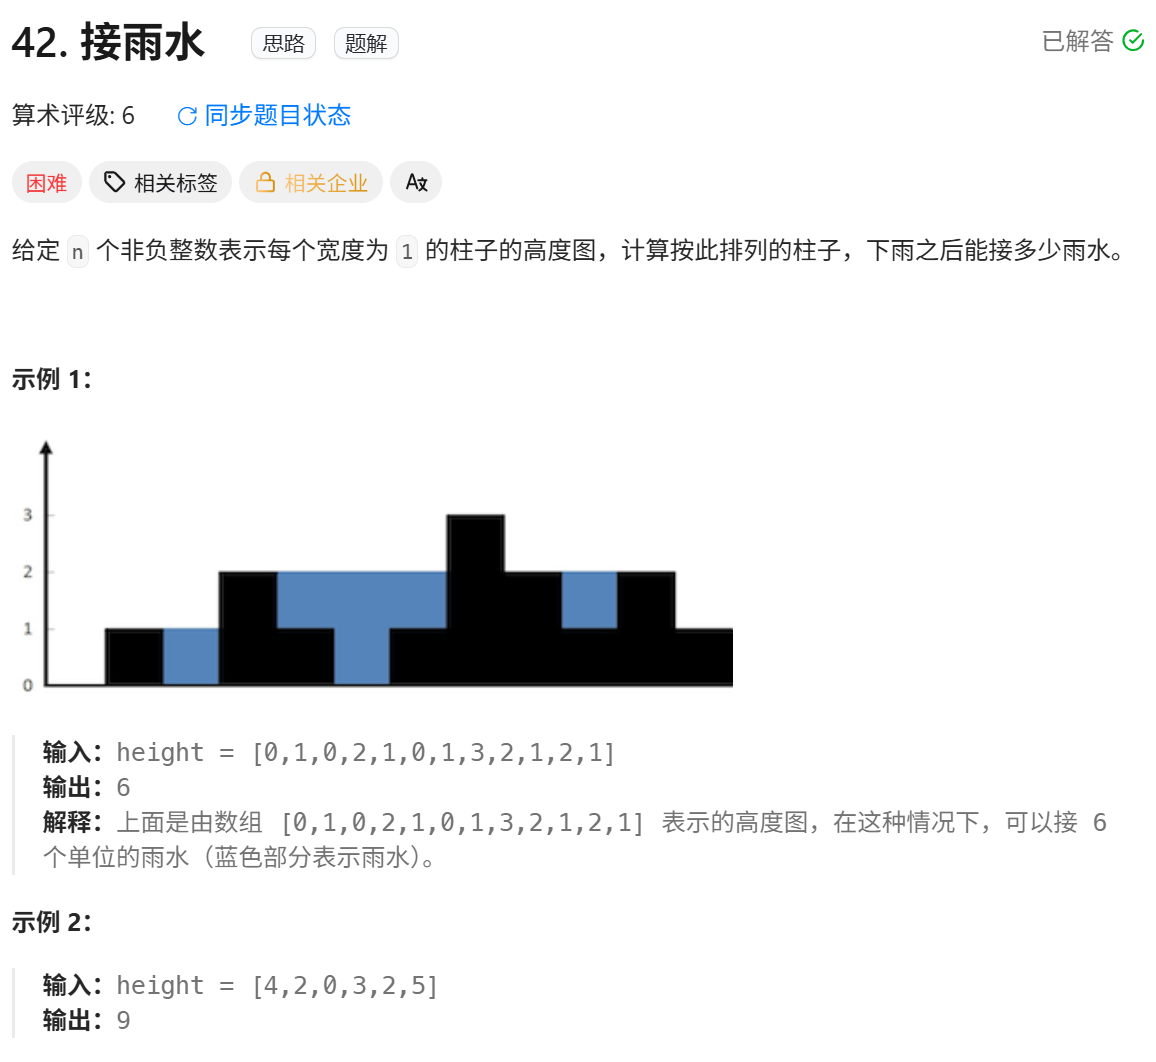 42. 接雨水 思路 题解 已解答
算术评级: 6 同步题目状态
困难 相关标签 相关企业 A文
给定 n 个非负整数表示每个宽度为 1 的柱子的高度图，计算按此排列的柱子，下雨之后能接多少雨水。
示例 1：
3
2
1
0
输入：height = [0,1,0,2,1,0,1,3,2,1,2,1]
输出：6
解释：上面是由数组 [0,1,0,2,1,0,1,3,2,1,2,1] 表示的高度图，在这种情况下，可以接 6
个单位的雨水（蓝色部分表示雨水）。
示例 2：
输入：height = [4,2,0,3,2,5]
输出：9